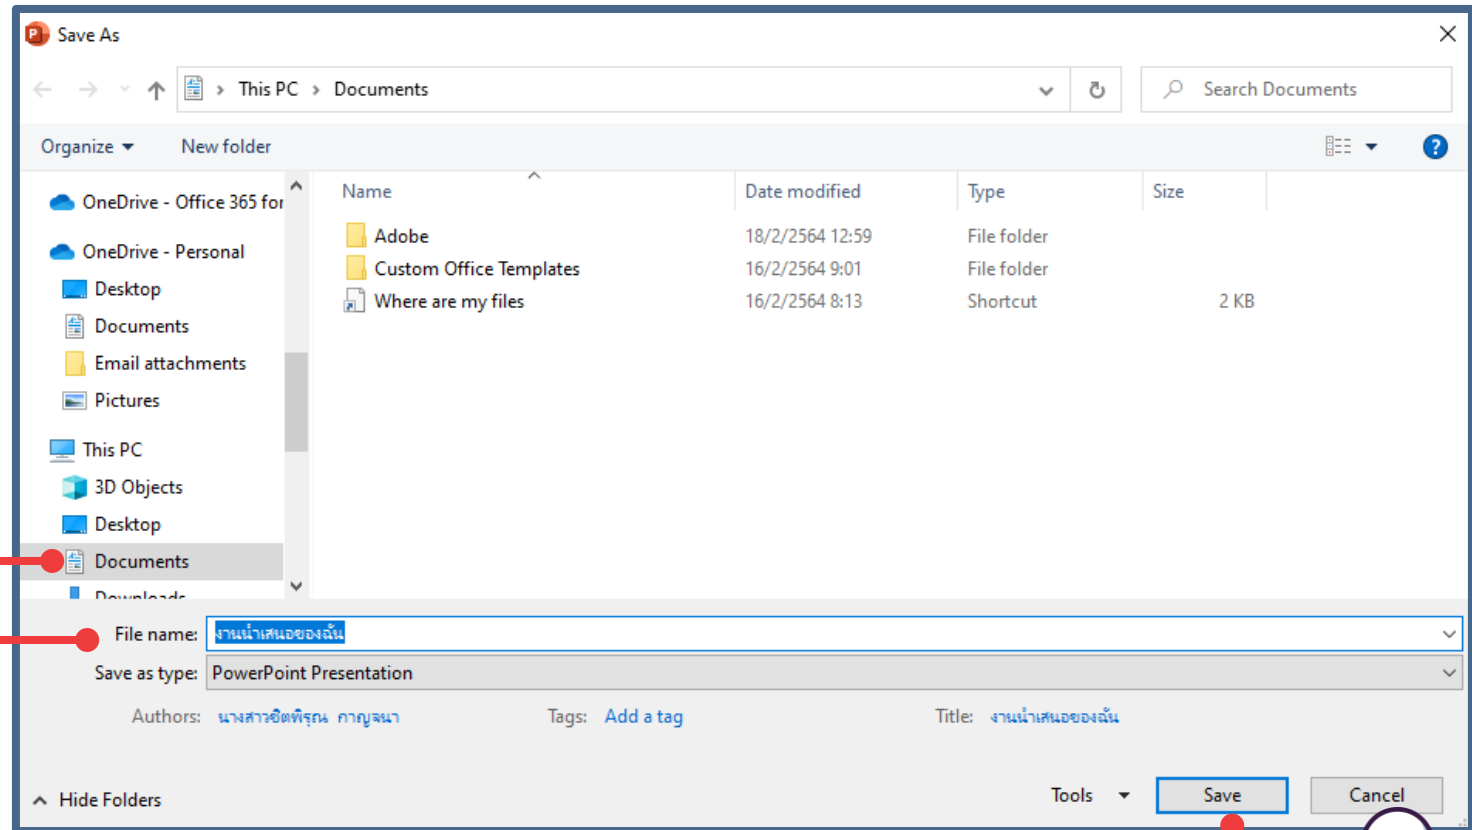 Save As
This PC > Documents
Search Documents
Organize
New folder
OneDrive - Office 365 for
OneDrive - Personal
Desktop
Documents
Email attachments
Pictures
This PC
3D Objects
Desktop
Documents
Downloads
Name Date modified Type Size
Adobe 18/2/2564 12:59 File folder
Custom Office Templates 16/2/2564 9:01 File folder
Where are my files 16/2/2564 8:13 Shortcut 2 KB
File name: งานนำเสนอของฉัน
Save as type: PowerPoint Presentation
Authors: นางสาวชิตพิรุณ กาญจนา Tags: Add a tag Title: งานนำเสนอของฉัน
Hide Folders Tools Save Cancel